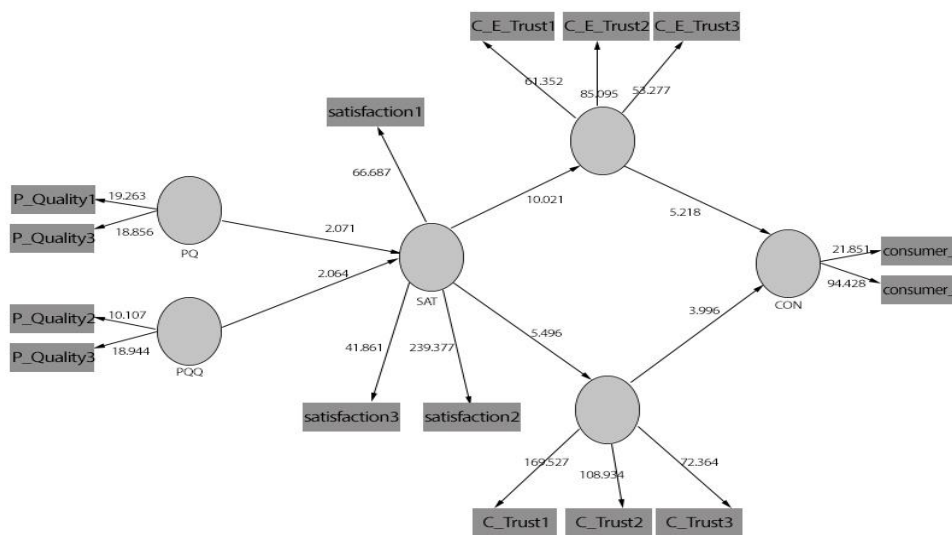 C_E_Trust1
C_E_Trust2
C_E_Trust3
61.352
85.095
53.277
satisfaction1
66.687
10.021
P_Quality1
19.263
P_Quality3
18.856
PQ
2.071
5.218
SAT
2.064
consumer_
21.851
consumer_
94.428
CON
P_Quality2
10.107
P_Quality3
18.944
PQQ
3.996
5.496
41.861
239.377
satisfaction3
satisfaction2
169.527
108.934
72.364
C_Trust1
C_Trust2
C_Trust3